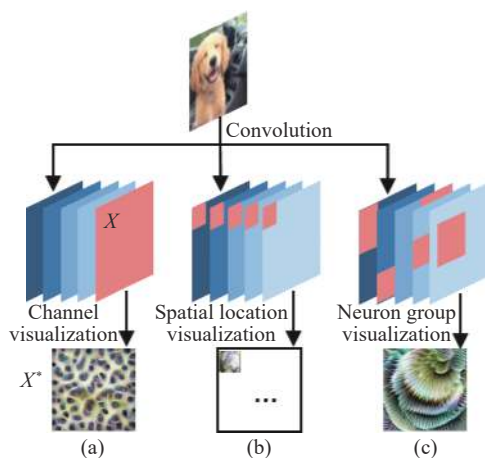 Convolution
X
Channel visualization
Spatial location visualization
Neuron group visualization
X*
...
(a)
(b)
(c)